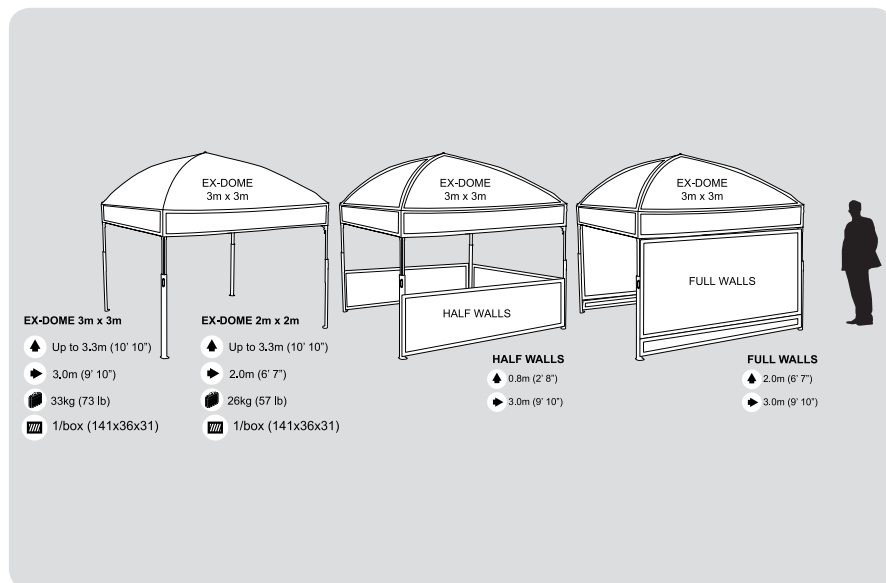 EX-DOME
3m x 3m
EX-DOME
3m x 3m
EX-DOME
3m x 3m
HALF WALLS
FULL WALLS
EX-DOME 3m x 3m
Up to 3.3m (10' 10")
3.0m (9' 10")
33kg (73 lb)
1/box (141x36x31)
EX-DOME 2m x 2m
Up to 3.3m (10' 10")
2.0m (6' 7")
26kg (57 lb)
1/box (141x36x31)
HALF WALLS
0.8m (2' 8")
3.0m (9' 10")
FULL WALLS
2.0m (6' 7")
3.0m (9' 10")